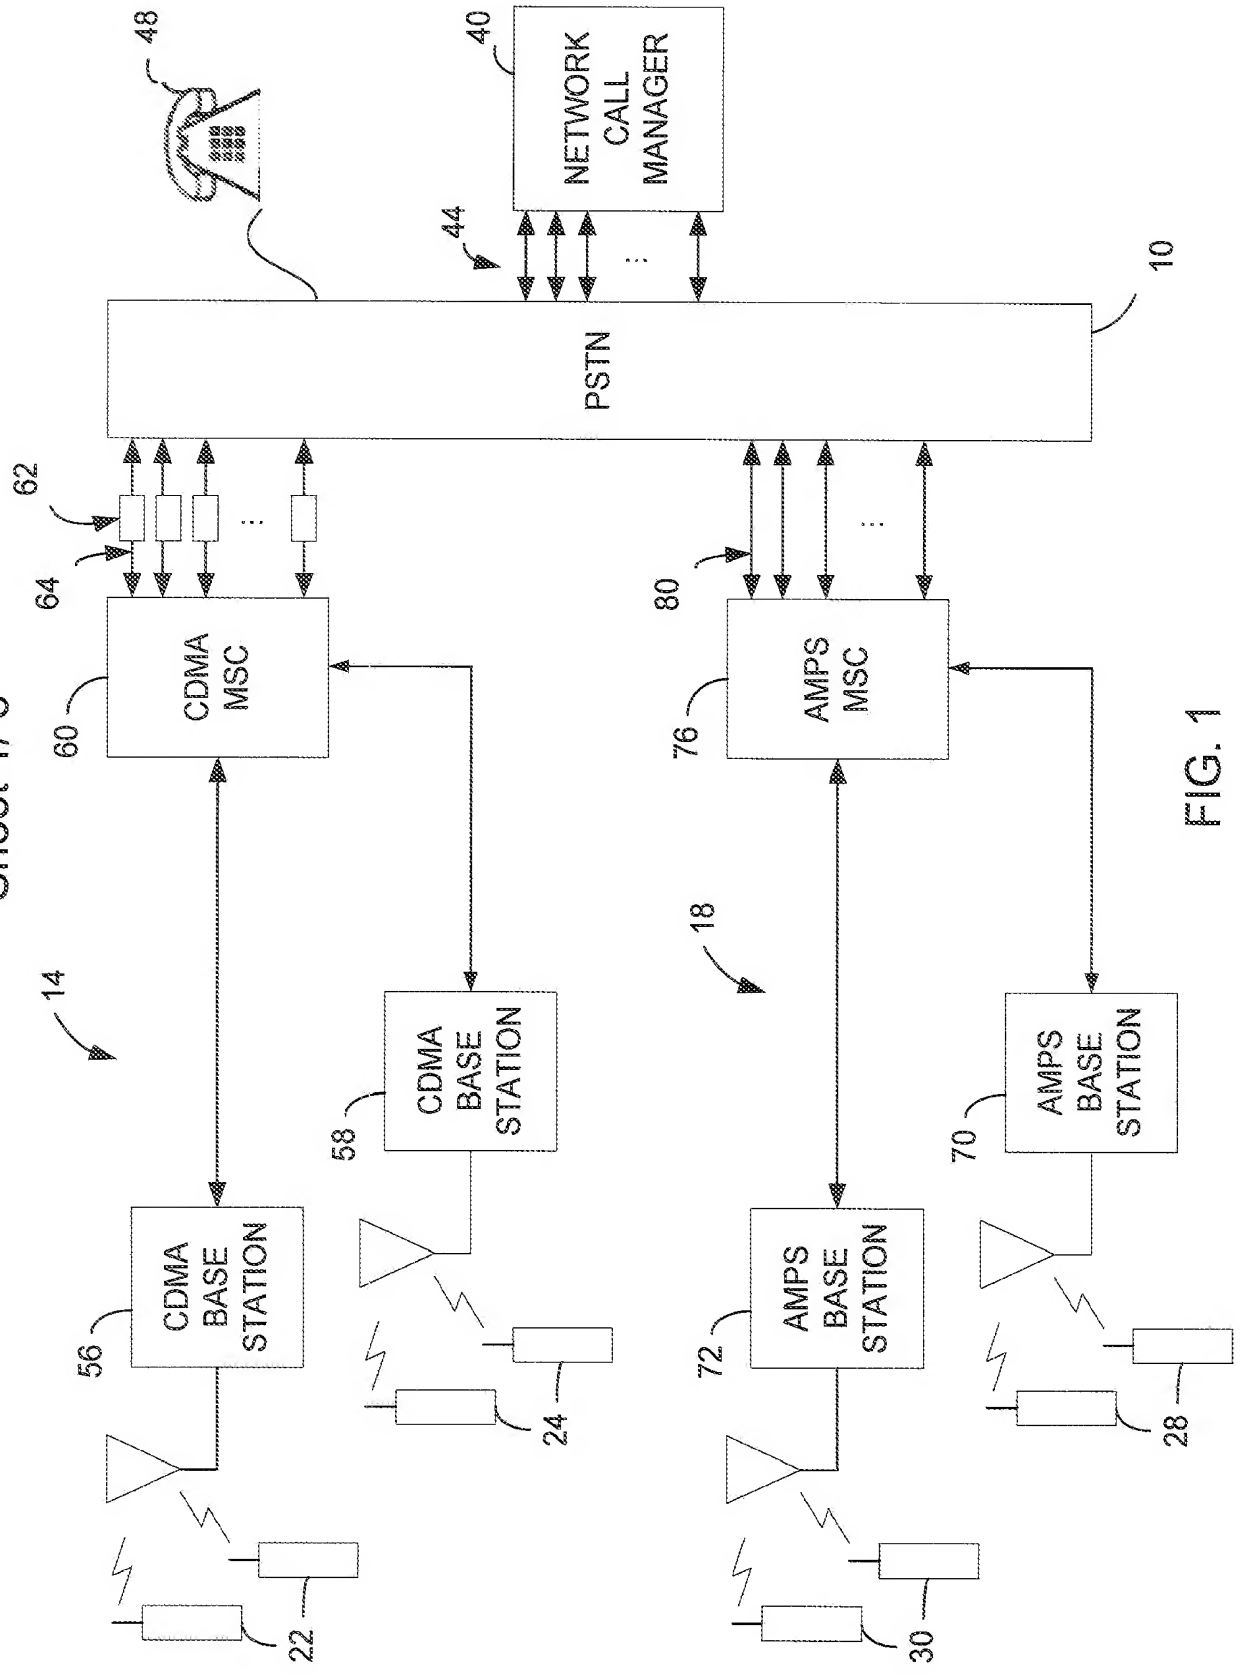 Sheet 1/
14
60
64
62
48
22
56
CDMA
BASE
STATION
CDMA
MSC
24
58
CDMA
BASE
STATION
PSTN
40
NETWORK
CALL
MANAGER
44
10
18
76
80
30
72
AMPS
BASE
STATION
AMPS
MSC
28
70
AMPS
BASE
STATION
...
...
...
FIG. 1